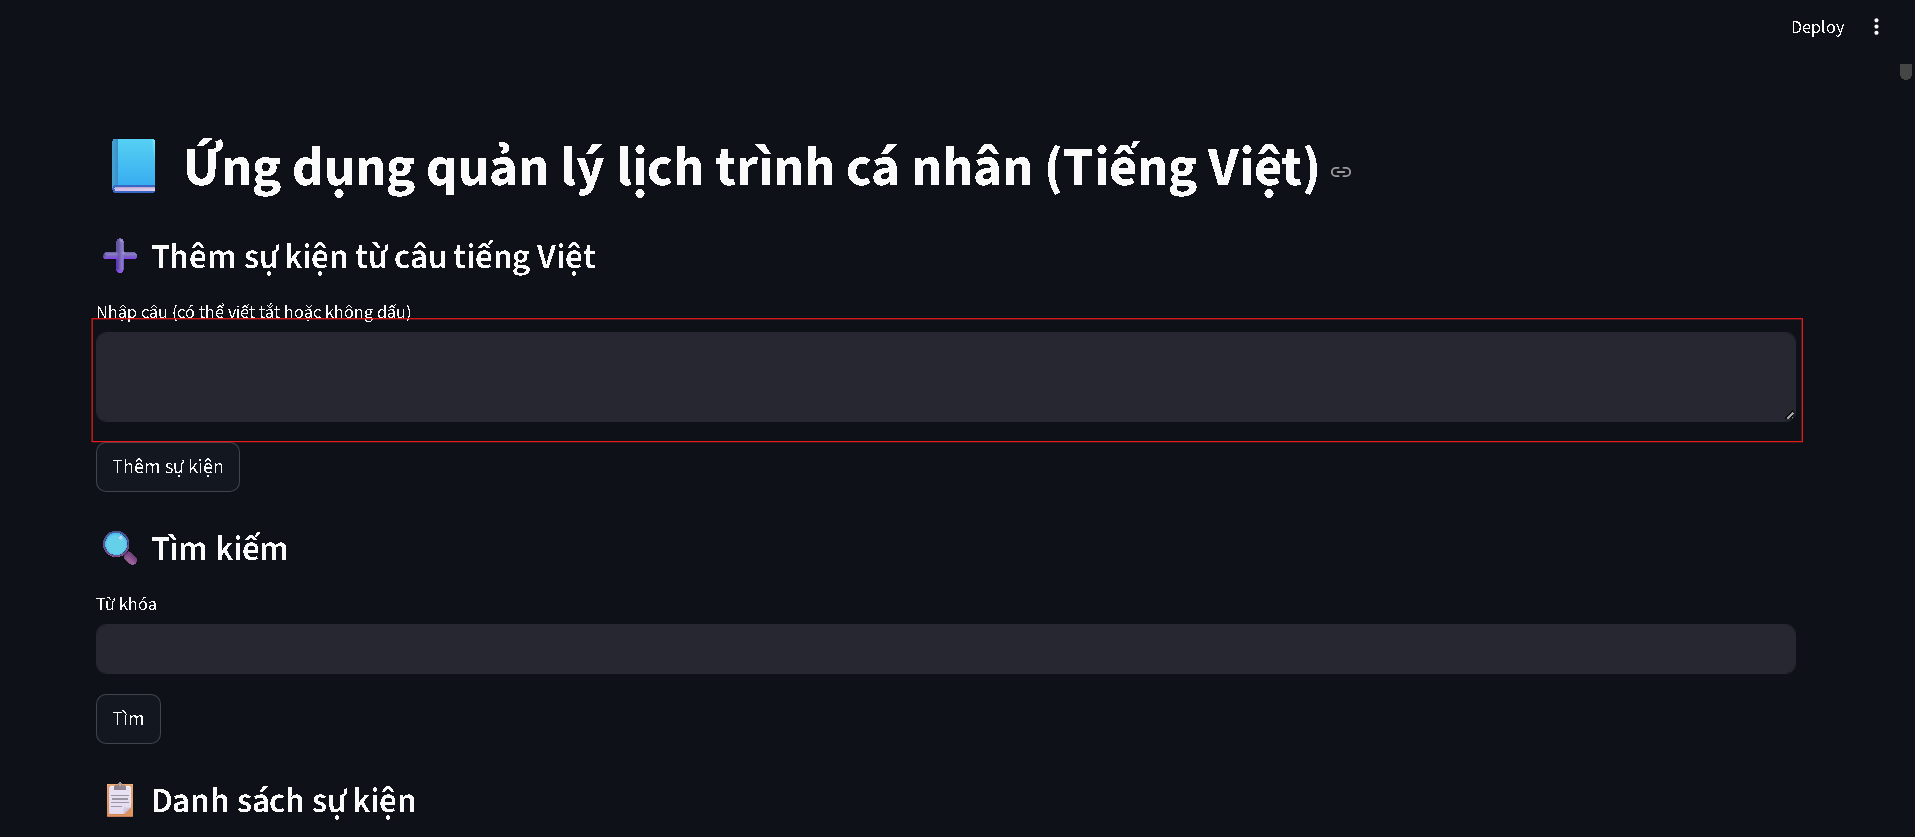 Deploy
Ứng dụng quản lý lịch trình cá nhân (Tiếng Việt)
Thêm sự kiện từ câu tiếng Việt
Nhập câu (có thể viết tắt hoặc không dấu)
Thêm sự kiện
Tìm kiếm
Từ khóa
Tìm
Danh sách sự kiện